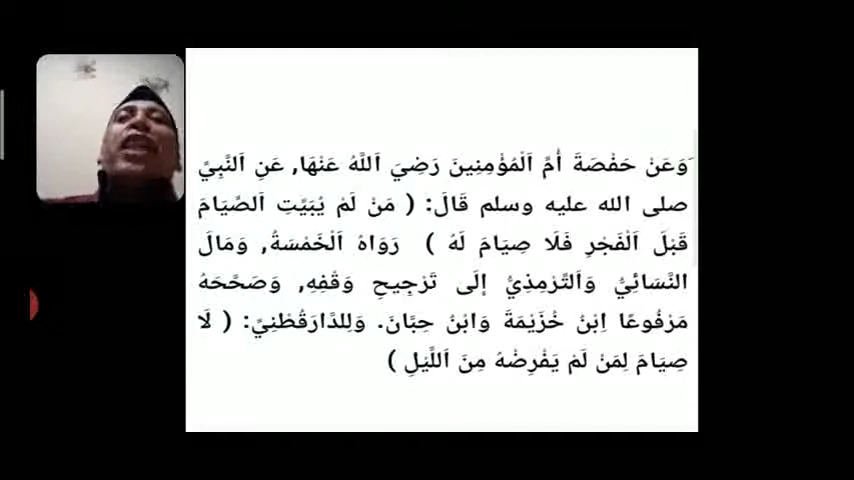 َوَعَنْ حَفْصَةَ أُمِّ اَلْمُؤْمِنِينَ رَضِيَ اَللَّهُ عَنْهَا, عَنِ اَلنَّبِيِّ
صلى الله عليه وسلم قَالَ: ( مَنْ لَمْ يُبَيِّتِ اَلصِّيَامَ
قَبْلَ اَلْفَجْرِ فَلَا صِيَامَ لَهُ ) رَوَاهُ اَلْخَمْسَةُ, وَمَالَ
النَّسَائِيُّ وَاَلتِّرْمِذِيُّ إِلَى تَرْجِيحِ وَقْفِهِ, وَصَحَّحَهُ
مَرْفُوعًا اِبْنُ خُزَيْمَةَ وَابْنُ حِبَّانَ. وَلِلدَّارَقُطْنِيِّ: ( لَا
صِيَامَ لِمَنْ لَمْ يَفْرِضْهُ مِنَ اَللَّيْلِ )